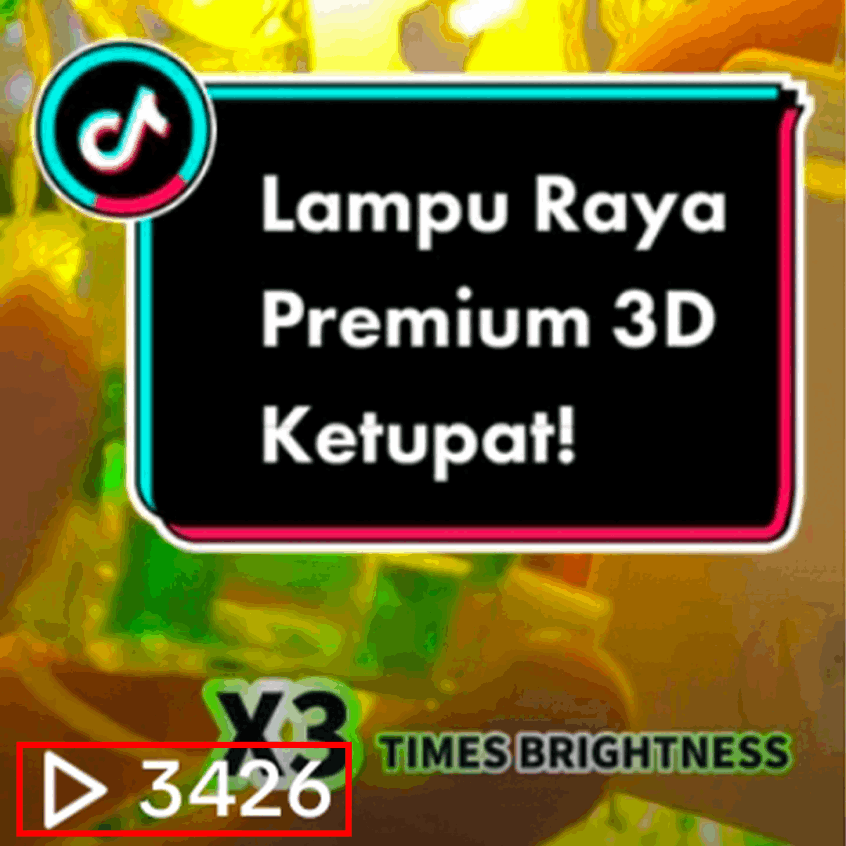 Lampu Raya
Premium 3D
Ketupat!
X3
TIMES BRIGHTNESS
3426